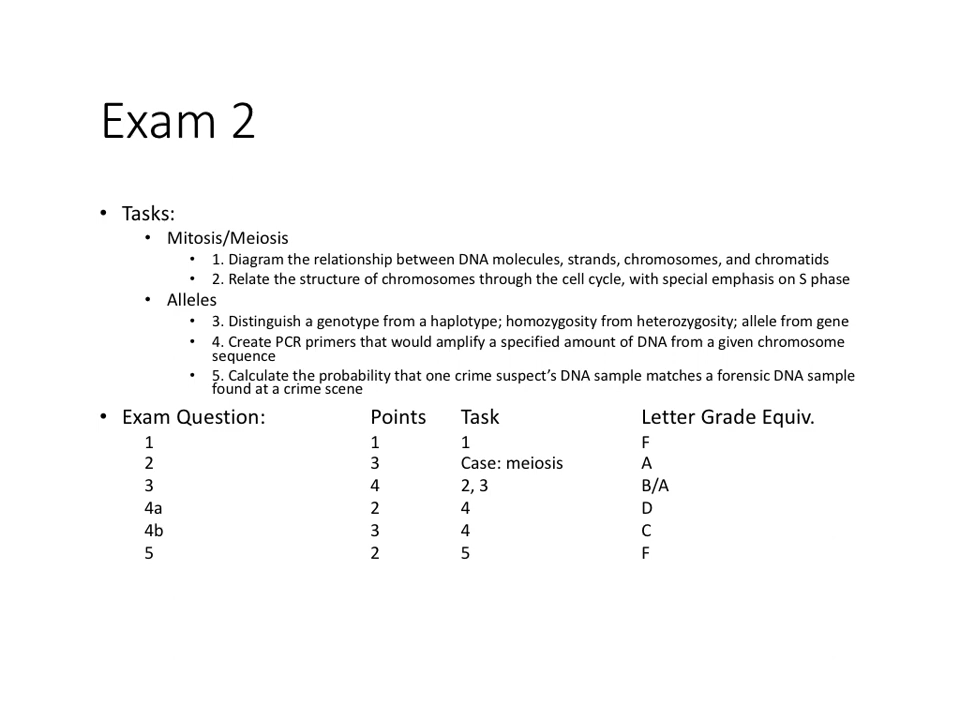 Exam 2
• Tasks:
• Mitosis/Meiosis
• 1. Diagram the relationship between DNA molecules, strands, chromosomes, and chromatids
• 2. Relate the structure of chromosomes through the cell cycle, with special emphasis on S phase
• Alleles
• 3. Distinguish a genotype from a haplotype; homozygosity from heterozygosity; allele from gene
• 4. Create PCR primers that would amplify a specified amount of DNA from a given chromosome
sequence
• 5. Calculate the probability that one crime suspect’s DNA sample matches a forensic DNA sample
found at a crime scene
• Exam Question: Points Task Letter Grade Equiv.
1 1 1 F
2 3 Case: meiosis A
3 4 2, 3 B/A
4a 2 4 D
4b 3 4 C
5 2 5 F